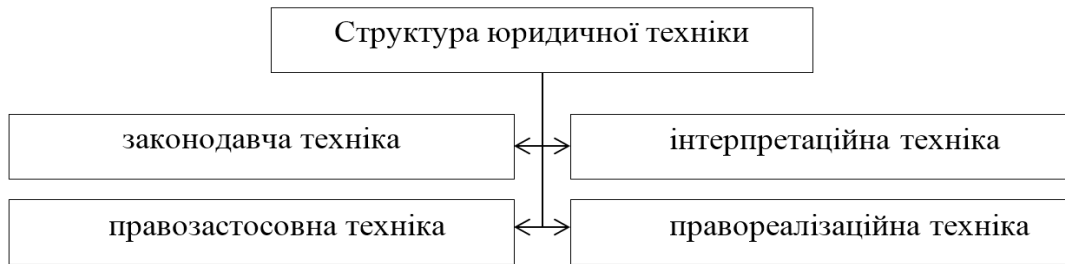 Структура юридичної техніки
законодавча техніка
інтерпретаційна техніка
правозастосовна техніка
правореалізаційна техніка